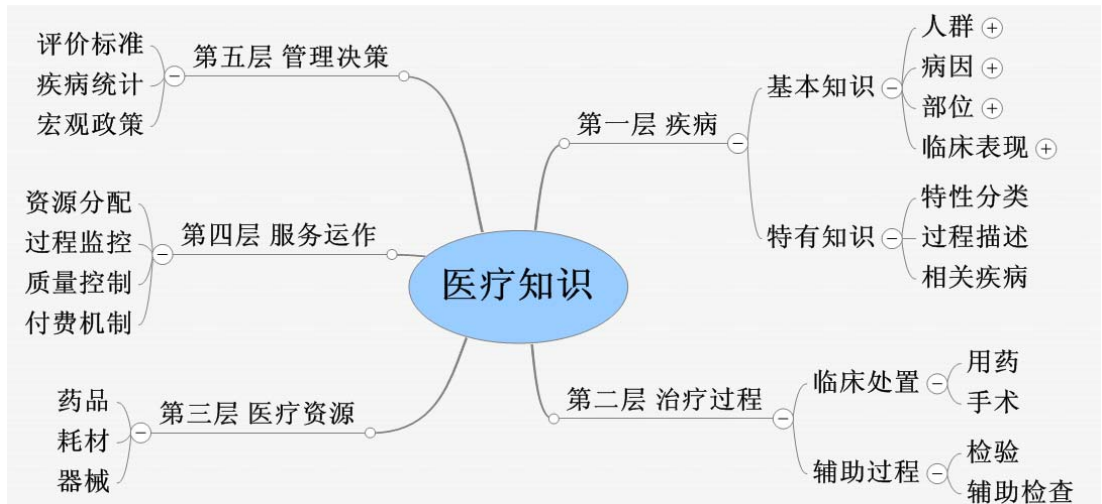 医疗知识
第一层 疾病
基本知识
人群
病因
部位
临床表现
特有知识
特性分类
过程描述
相关疾病
第二层 治疗过程
临床处置
用药
手术
辅助过程
检验
辅助检查
第三层 医疗资源
药品
耗材
器械
第四层 服务运作
资源分配
过程监控
质量控制
付费机制
第五层 管理决策
评价标准
疾病统计
宏观政策